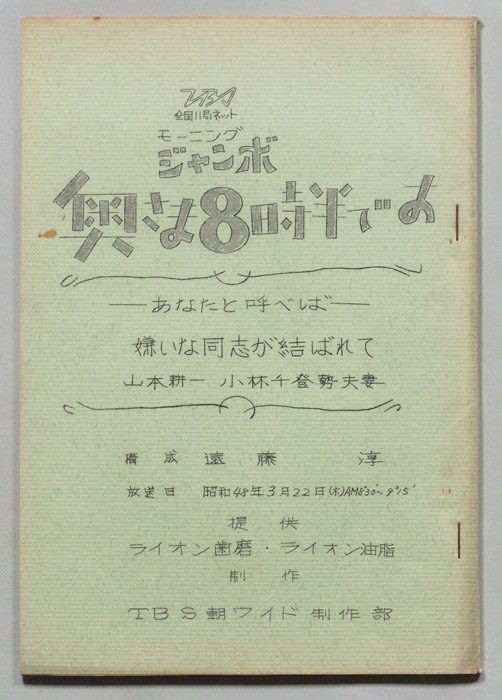 TBS
全国11局ネット
モーニング
ジャンボ
奥さま8時半です
―あなたと呼べば―
嫌いな同志が結ばれて
山本耕一 小林千登勢夫妻
構成 遠藤 淳
放送日 昭和48年3月22日(木)AM8°30'~9°15'
提供
ライオン歯磨・ライオン油脂
制作
TBS朝ワイド制作部